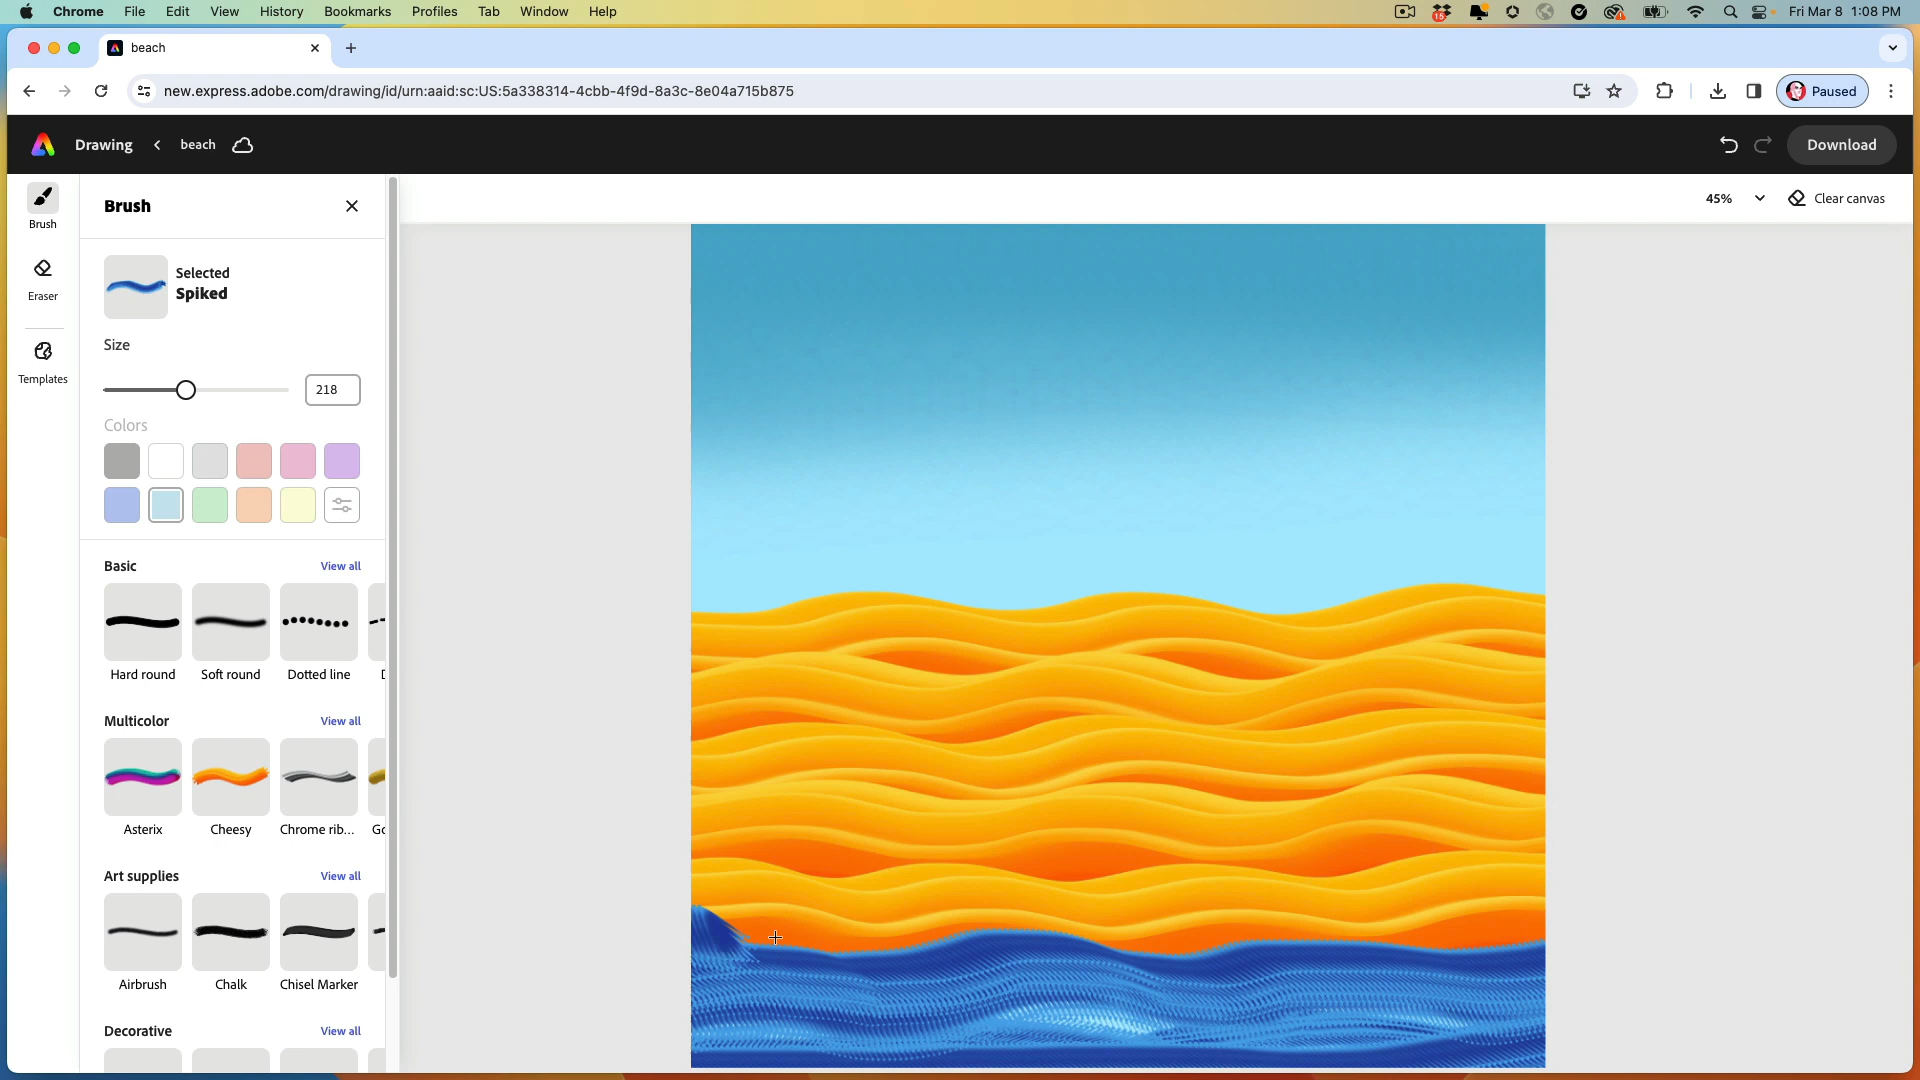 Chrome File Edit View History Bookmarks Profiles Tab Window Help 15 Fri Mar 8 1:08 PM
beach
new.express.adobe.com/drawing/id/urn:aaid:sc:US:5a338314-4cbb-4f9d-8a3c-8e04a715b875 Paused
Drawing beach Download
Brush
45% Clear canvas
Brush
Eraser
Templates
Selected
Spiked
Size
218
Colors
Basic View all
Hard round Soft round Dotted line
Multicolor View all
Asterix Cheesy Chrome rib...
Art supplies View all
Airbrush Chalk Chisel Marker
Decorative View all